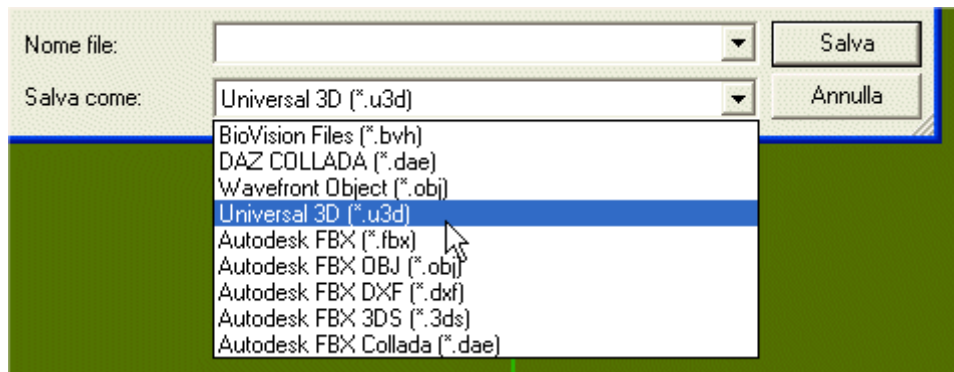 Nome file:
Salva
Salva come:
Universal 3D (*.u3d)
Annulla
BioVision Files (*.bvh)
DAZ COLLADA (*.dae)
Wavefront Object (*.obj)
Universal 3D (*.u3d)
Autodesk FBX (*.fbx)
Autodesk FBX OBJ (*.obj)
Autodesk FBX DXF (*.dxf)
Autodesk FBX 3DS (*.3ds)
Autodesk FBX Collada (*.dae)